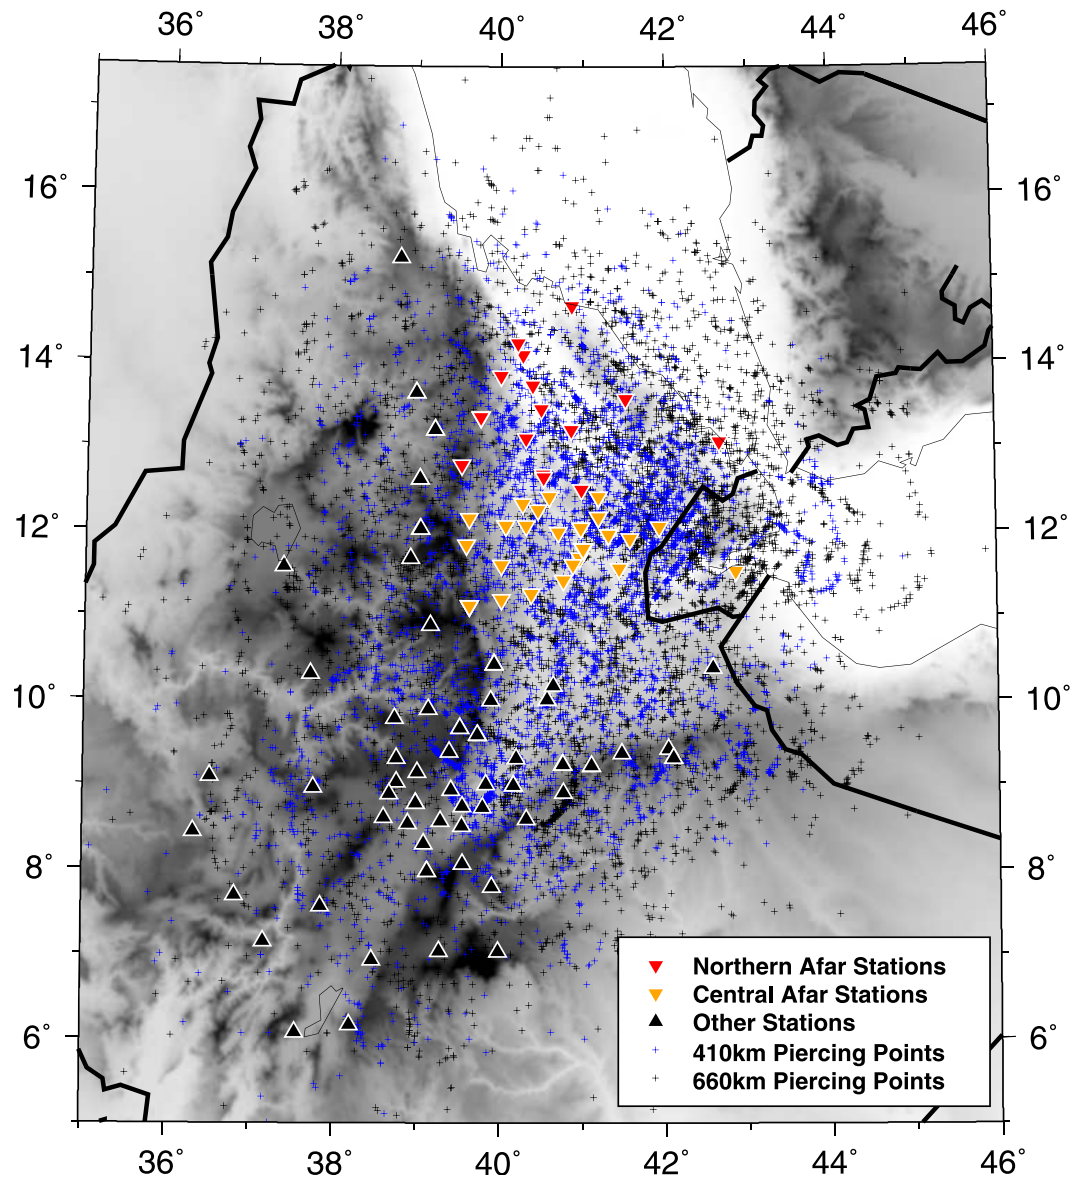 36˚ 38˚ 40˚ 42˚ 44˚ 46˚
16˚ 16˚
14˚ 14˚
12˚ 12˚
10˚ 10˚
8˚ 8˚
Northern Afar Stations
Central Afar Stations
Other Stations
6˚ 6˚
410km Piercing Points
660km Piercing Points
36˚ 38˚ 40˚ 42˚ 44˚ 46˚